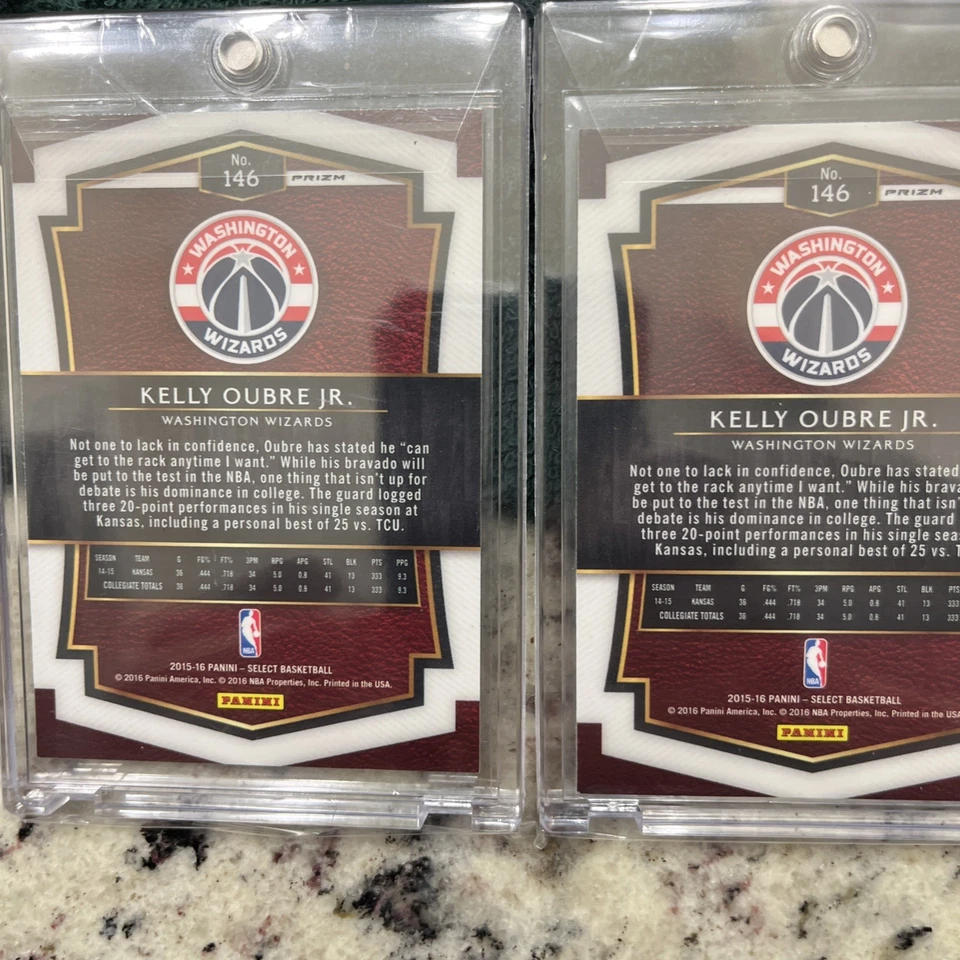 No.
146
PRIZM
WASHINGTON
WIZARDS
KELLY OUBRE JR.
WASHINGTON WIZARDS
Not one to lack in confidence, Oubre has stated he “can
get to the rack anytime I want.” While his bravado will
be put to the test in the NBA, one thing that isn't up for
debate is his dominance in college. The guard logged
three 20-point performances in his single season at
Kansas, including a personal best of 25 vs. TCU.
SEASON TEAM G FG% FT% 3PM RPG APG STL BLK PTS PPG
14-15 KANSAS 36 .444 .718 34 5.0 0.8 41 13 333 9.3
COLLEGIATE TOTALS 36 .444 .718 34 5.0 0.8 41 13 333 9.3
NBA
2015-16 PANINI – SELECT BASKETBALL
© 2016 Panini America, Inc. © 2016 NBA Properties, Inc. Printed in the USA.
PANINI
No.
146
PRIZM
WASHINGTON
WIZARDS
KELLY OUBRE JR.
WASHINGTON WIZARDS
Not one to lack in confidence, Oubre has stated
get to the rack anytime I want.” While his
be put to the test in the NBA, one thing that
debate is his dominance in college. The guard
three 20-point performances in his single
Kansas, including a personal best of 25 vs.
SEASON TEAM G FG% FT% 3PM RPG APG STL BLK PTS
14-15 KANSAS 36 .444 .718 34 5.0 0.8 41 13 333
COLLEGIATE TOTALS 36 .444 .718 34 5.0 0.8 41 13 333
NBA
2015-16 PANINI – SELECT BASKETBALL
© 2016 Panini America, Inc. © 2016 NBA Properties, Inc. Printed in the USA
PANINI